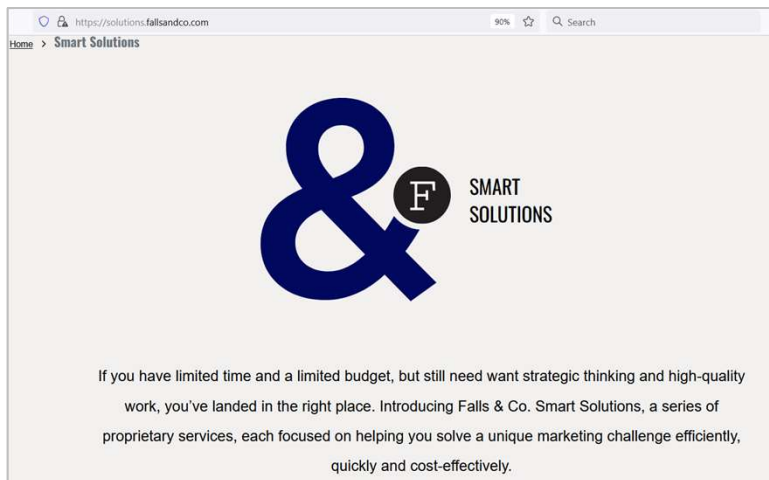 https://solutions.fallsandco.com 90% Search
Home > Smart Solutions
&
F
SMART
SOLUTIONS
If you have limited time and a limited budget, but still need want strategic thinking and high-quality
work, you’ve landed in the right place. Introducing Falls & Co. Smart Solutions, a series of
proprietary services, each focused on helping you solve a unique marketing challenge efficiently,
quickly and cost-effectively.